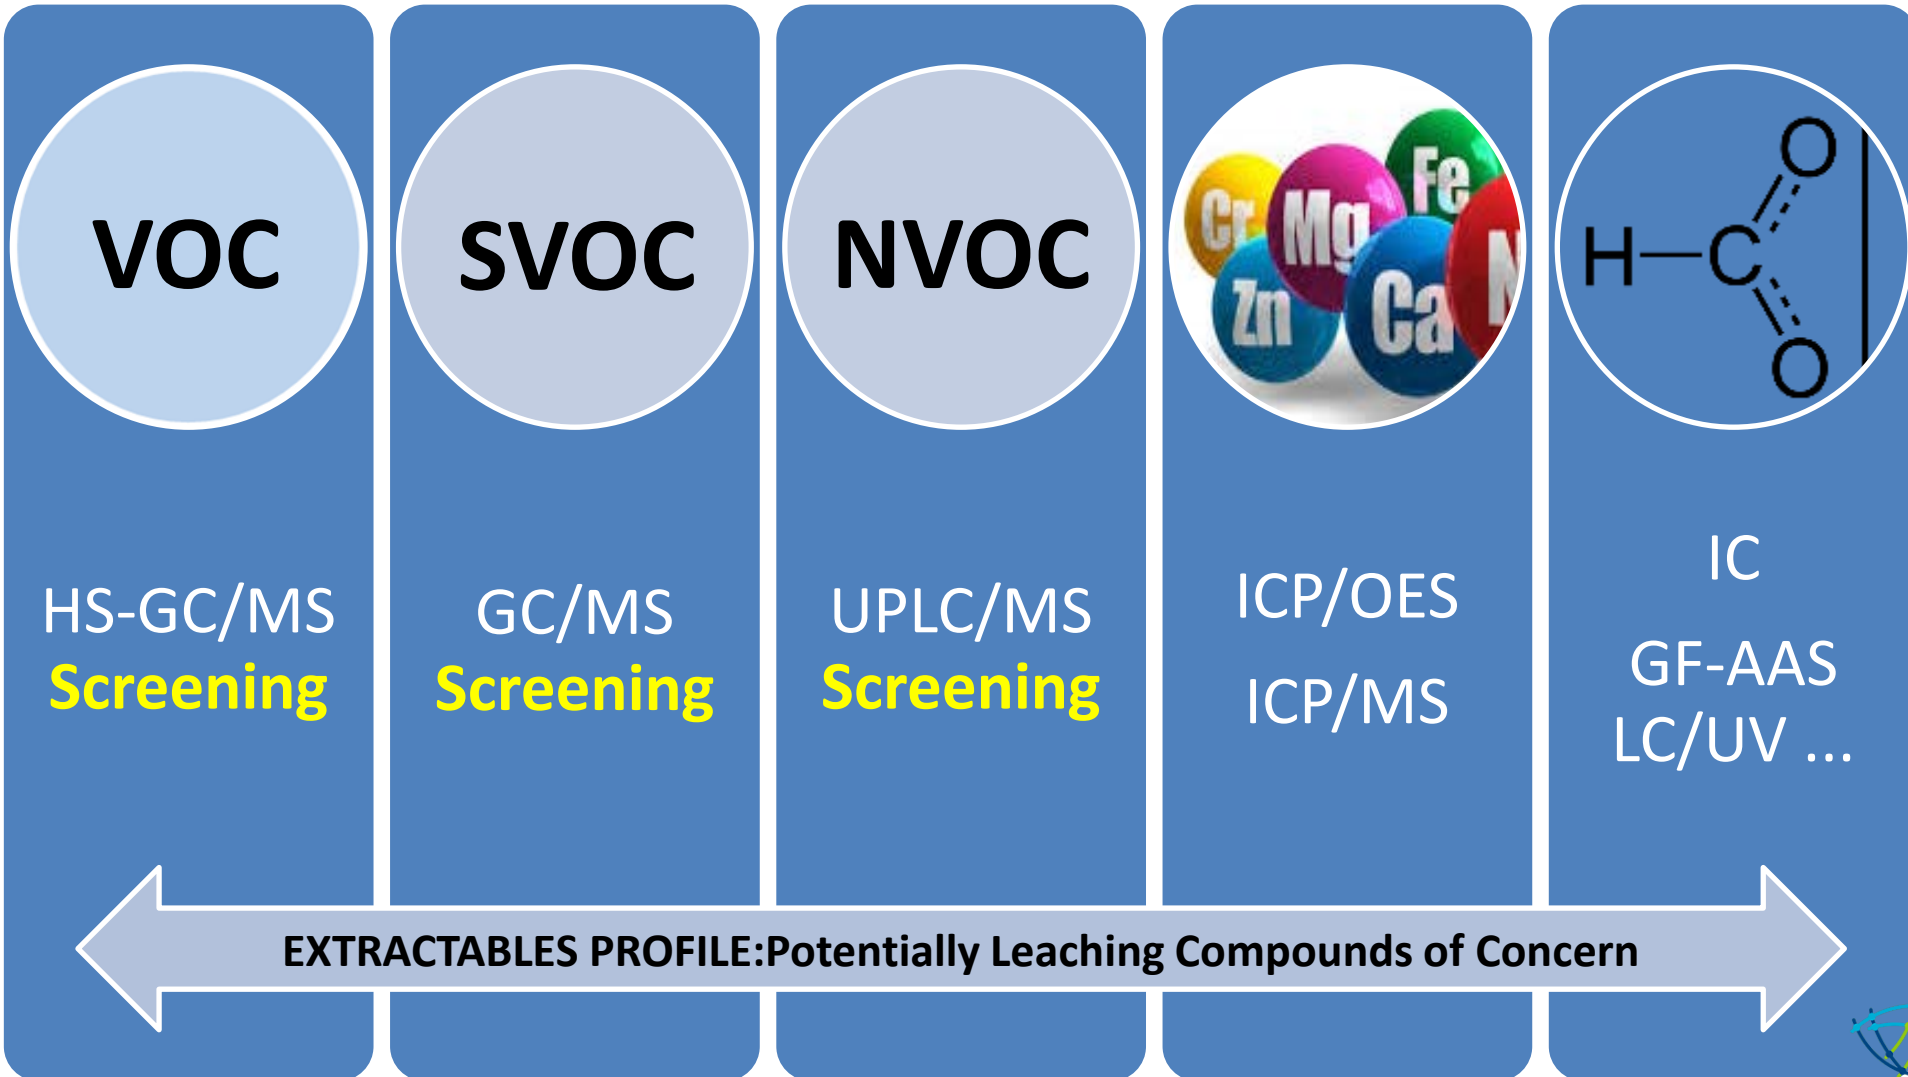 VOC
HS-GC/MS
Screening
SVOC
GC/MS
Screening
NVOC
UPLC/MS
Screening
Cr
Mg
Fe
Zn
Ca
N
ICP/OES
ICP/MS
O
H—C
O
IC
GF-AAS
LC/UV ...
EXTRACTABLES PROFILE:Potentially Leaching Compounds of Concern